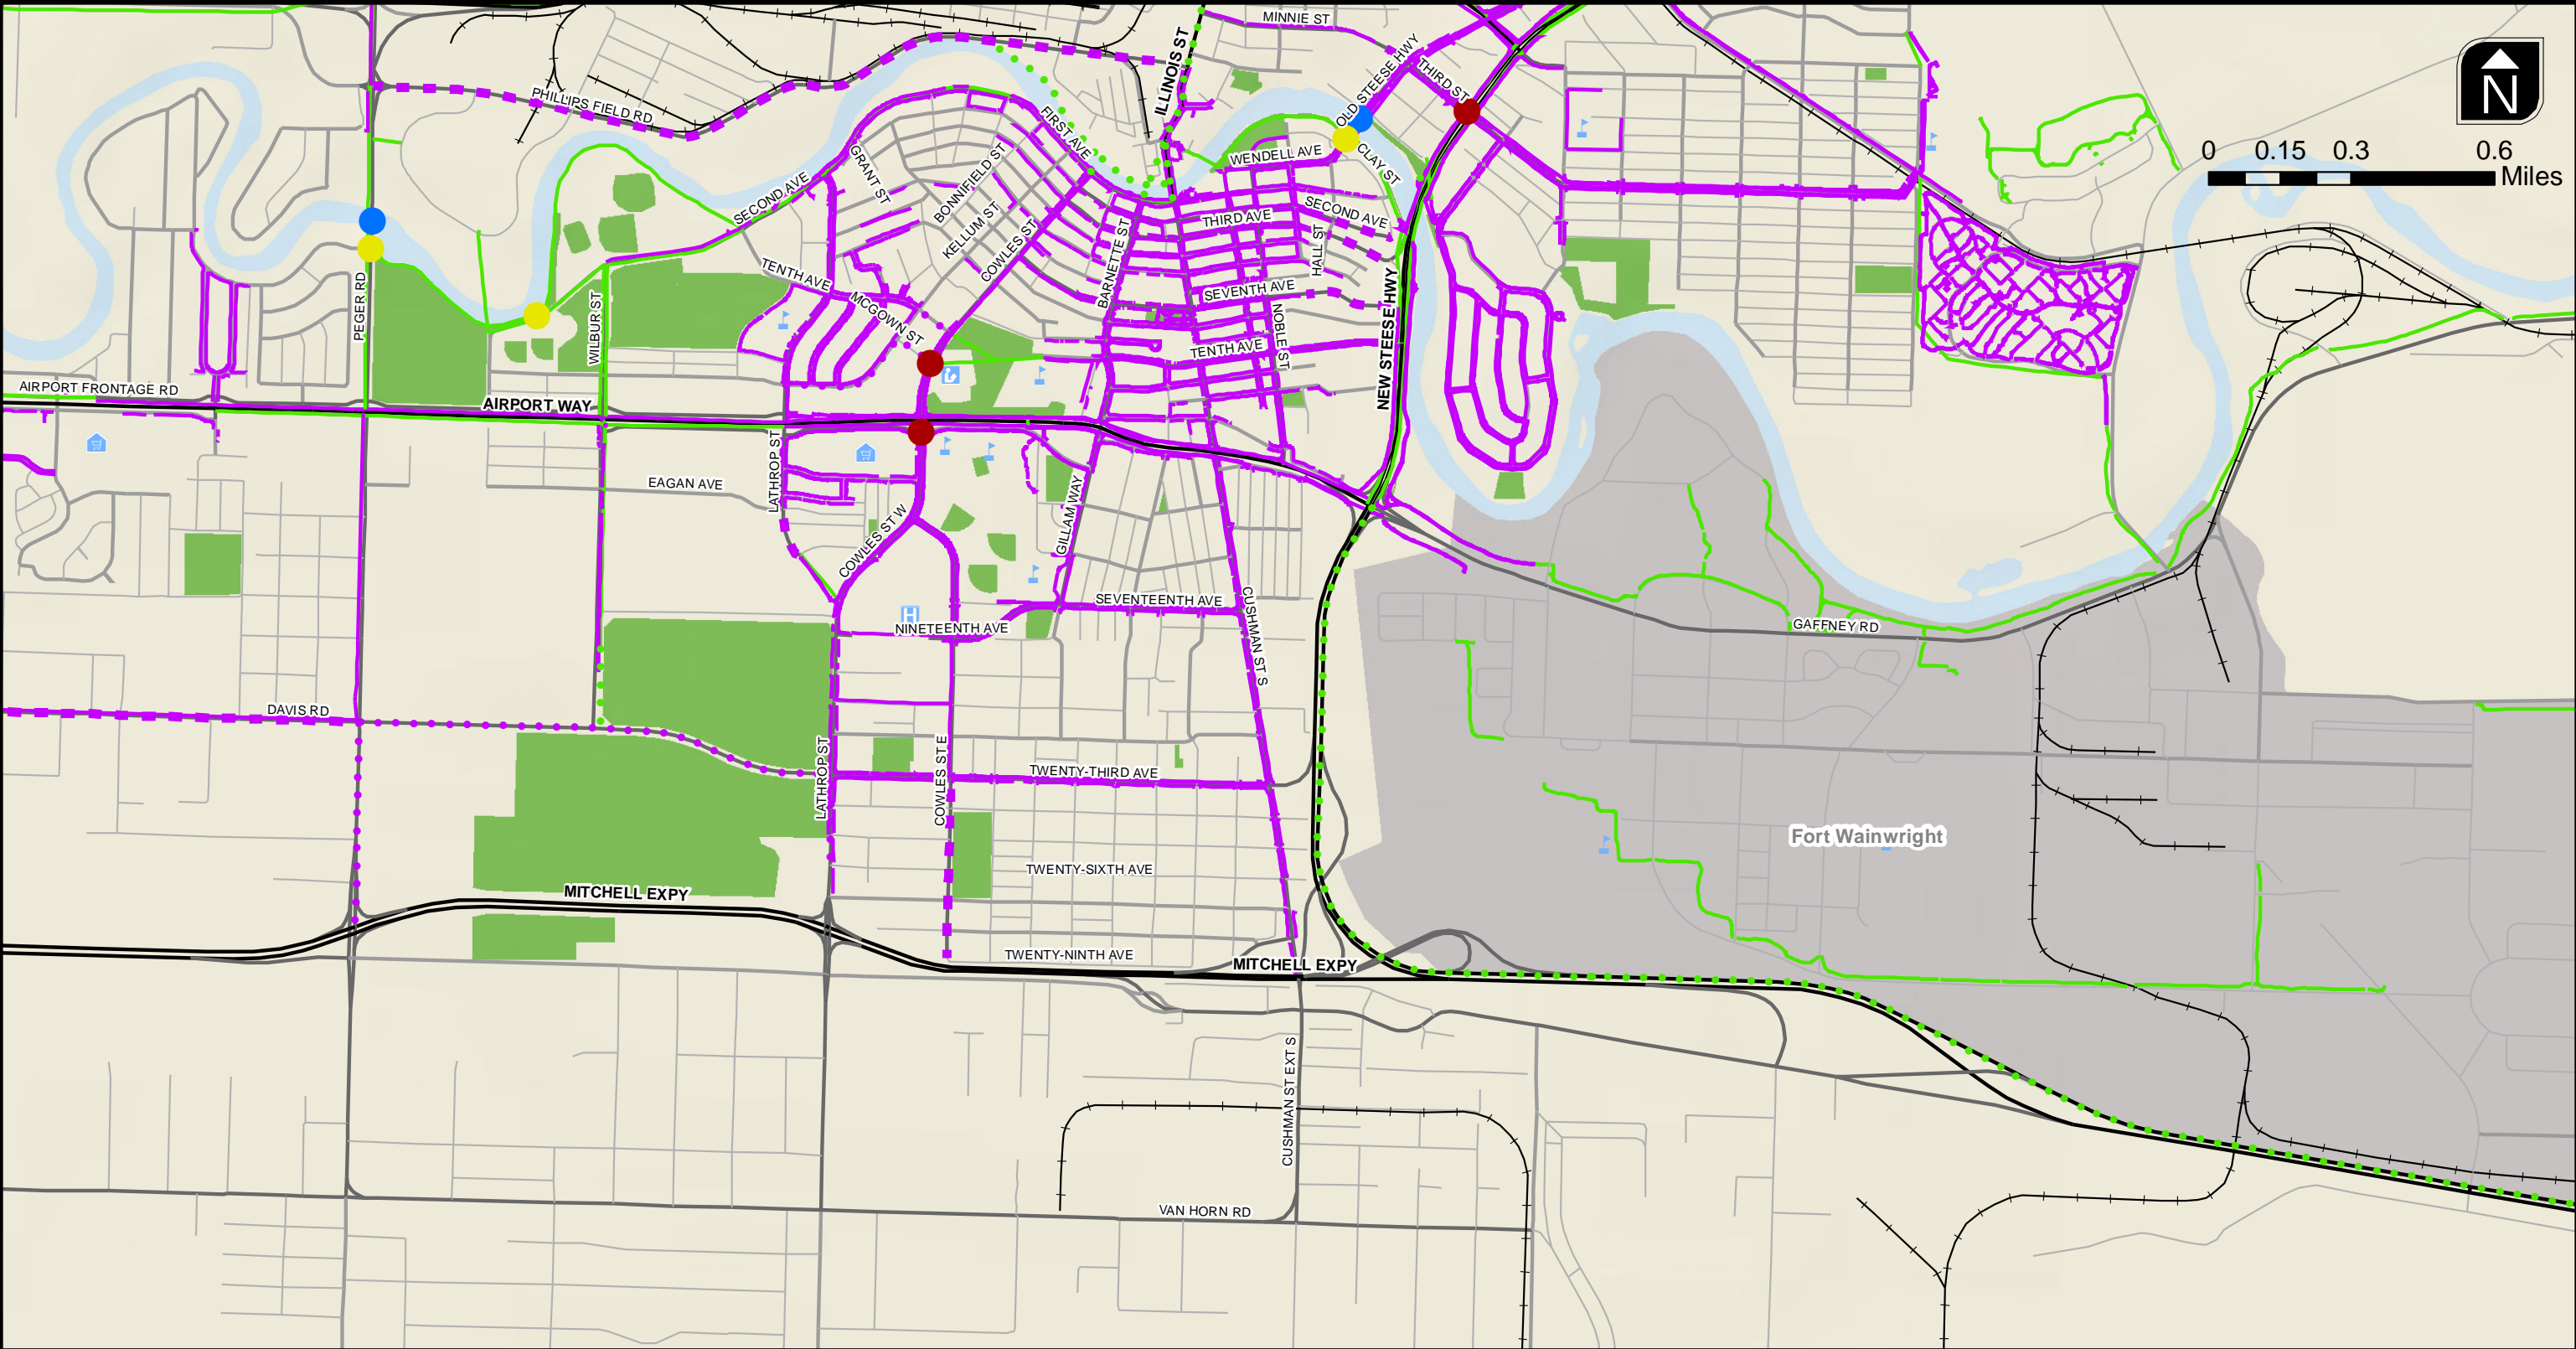 MINNIE ST
ILLINOIS ST
OLD STEESE HWY
THIRD ST
N
0 0.15 0.3 0.6
Miles
PHILLIPS FIELD RD
FIRST AVE
GRANT ST
BONNIFIELD ST
WENDELL AVE
CLAY ST
SECOND AVE
KELLUM ST
COWLES ST
THIRD AVE
SECOND AVE
HALL ST
BARNETTE ST
TENTH AVE
MCGOWN ST
SEVENTH AVE
NOBLE ST
TENTH AVE
NEW STEESE HWY
PEGER RD
WILBUR ST
AIRPORT FRONTAGE RD
AIRPORT WAY
LATHROP ST
EAGAN AVE
COWLES ST W
GILLAM WAY
SEVENTEENTH AVE
NINETEENTH AVE
H
CUSHMAN ST S
GAFFNEY RD
DAVIS RD
LATHROP ST
COWLES ST E
TWENTY-THIRD AVE
Fort Wainwright
TWENTY-SIXTH AVE
MITCHELL EXPY
TWENTY-NINTH AVE
MITCHELL EXPY
CUSHMAN ST EXT S
VAN HORN RD